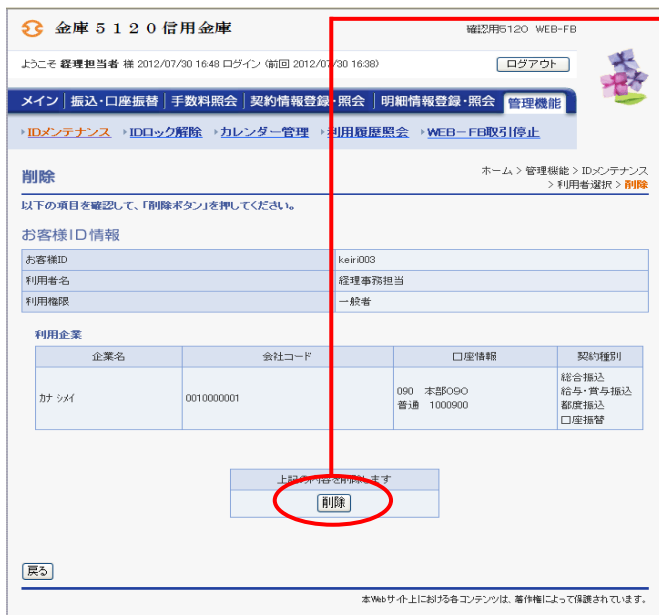 金庫５１２０信用金庫
確認用5120 WEB-FB
ようこそ 経理担当者 様 2012/07/30 16:48 ログイン (前回 2012/07/30 16:38)
ログアウト
メイン 振込・口座振替 手数料照会 契約情報登録・照会 明細情報登録・照会 管理機能
IDメンテナンス IDロック解除 カレンダー管理 利用履歴照会 WEB－FB取引停止
削除
ホーム > 管理機能 > IDメンテナンス
> 利用者選択 > 削除
以下の項目を確認して、「削除ボタン」を押してください。
お客様ID情報
お客様ID keiri003
利用者名 経理事務担当
利用権限 一般者
利用企業
企業名 会社コード 口座情報 契約種別
カナ シメイ 0010000001
090 本部090
普通 1000900
総合振込
給与・賞与振込
都度振込
口座振替
上記の内容を削除します
削除
戻る
本Webサイト上における各コンテンツは、著作権によって保護されています。